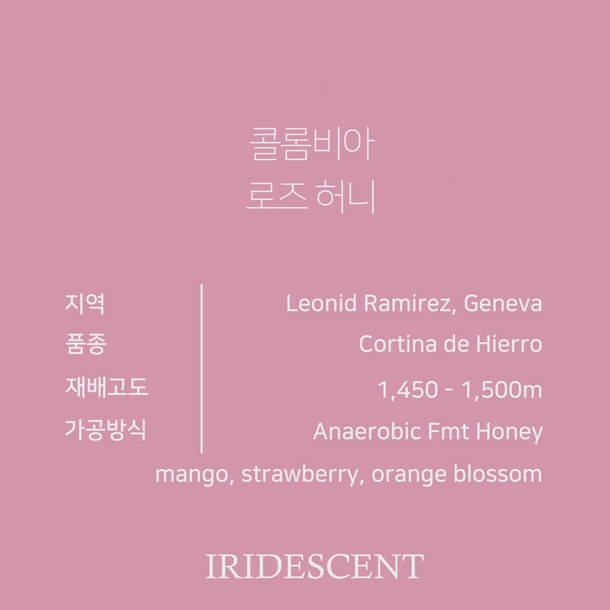 콜롬비아
로즈 허니
지역 Leonid Ramirez, Geneva
품종 Cortina de Hierro
재배고도 1,450 - 1,500m
가공방식 Anaerobic Fmt Honey
mango, strawberry, orange blossom
IRIDESCENT